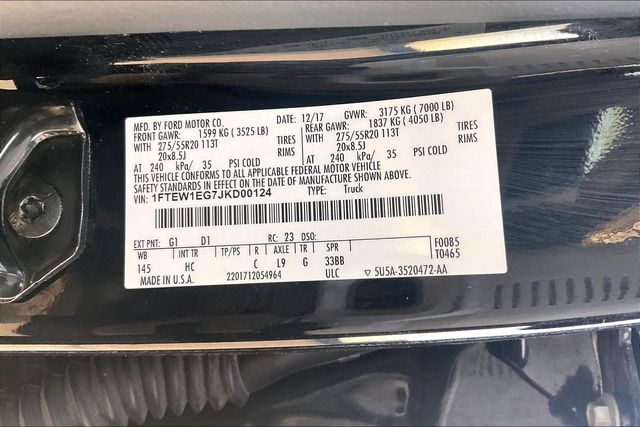 MFD. BY FORD MOTOR CO. DATE: 12/17 GVWR: 3175 KG ( 7000 LB)
FRONT GAWR: 1599 KG ( 3525 LB) REAR GAWR: 1837 KG ( 4050 LB)
WITH 275/55R20 113T TIRES WITH 275/55R20 113T TIRES
20x8.5J RIMS 20x8.5J RIMS
AT 240 kPa/ 35 PSI COLD AT 240 kPa/ 35 PSI COLD
THIS VEHICLE CONFORMS TO ALL APPLICABLE FEDERAL MOTOR VEHICLE
SAFETY STANDARDS IN EFFECT ON THE DATE OF MANUFACTURE SHOWN ABOVE.
VIN: 1FTEW1EG7JKD00124 TYPE: Truck
EXT PNT: G1 D1 RC: 23 DSO: F0085
WB INT TR TP/PS R AXLE TR SPR T0465
145 HC C L9 G 33BB
MADE IN U.S.A. 2201712054964 ULC ▽ 5U5A-3520472-AA